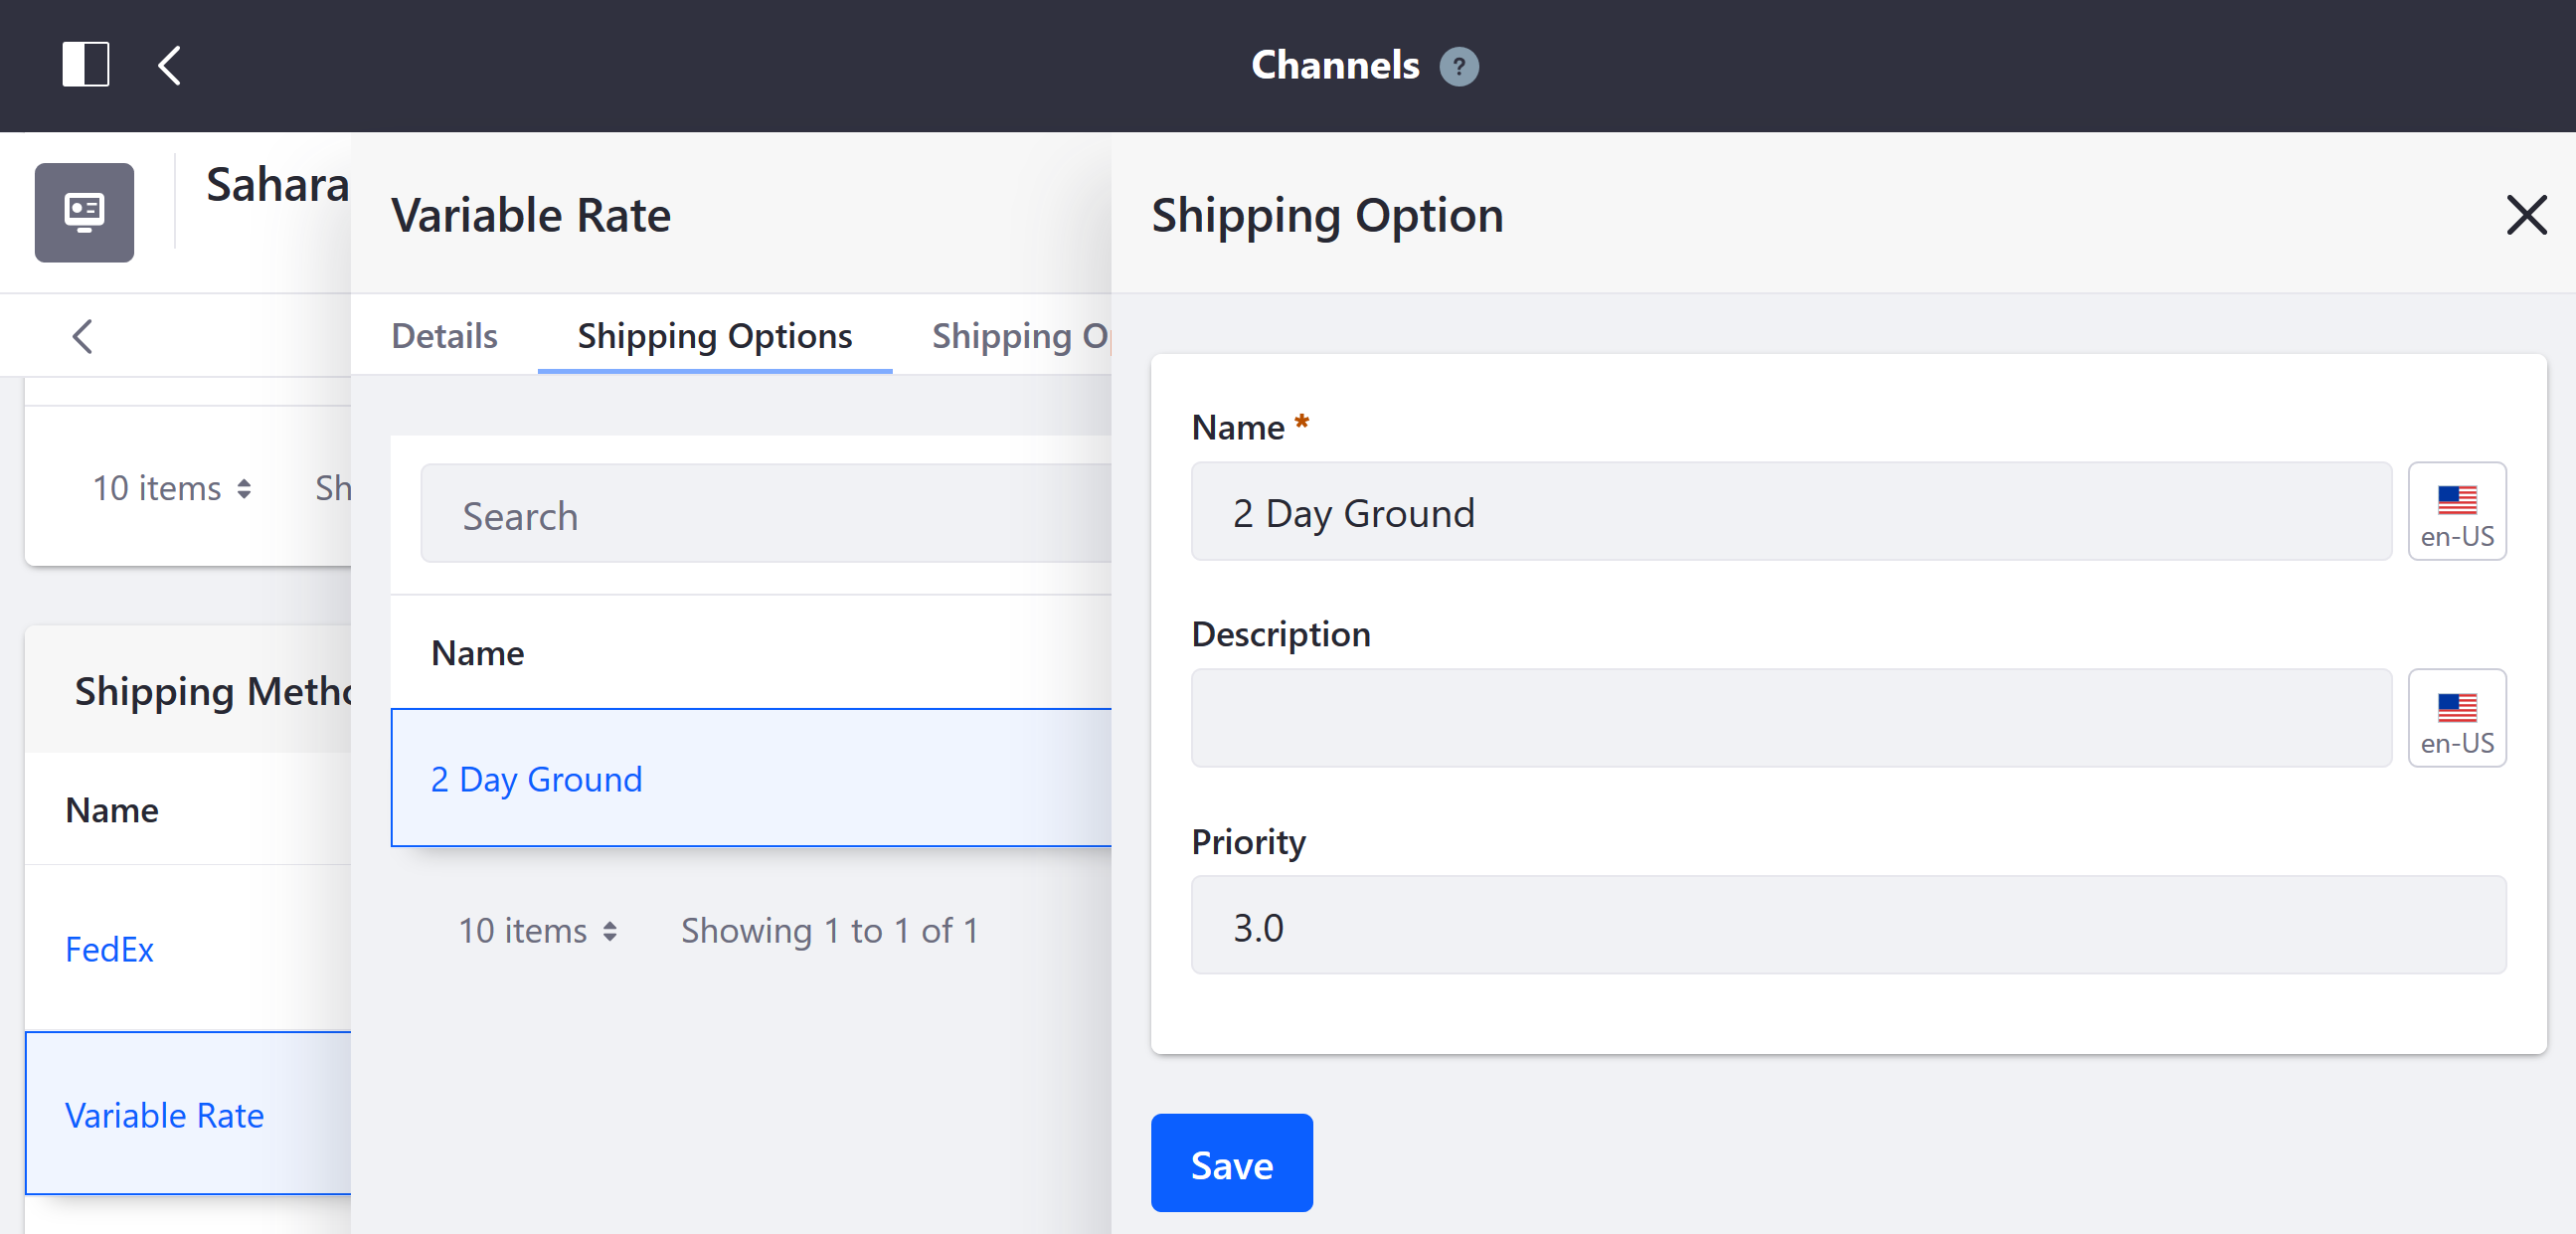 Channels ?
Sahara
10 items
Sh
Shipping Metho
Name
FedEx
Variable Rate
Variable Rate
Details Shipping Options Shipping Op
Search
Name
2 Day Ground
10 items Showing 1 to 1 of 1
Shipping Option
Name *
2 Day Ground
en-US
Description
en-US
Priority
3.0
Save